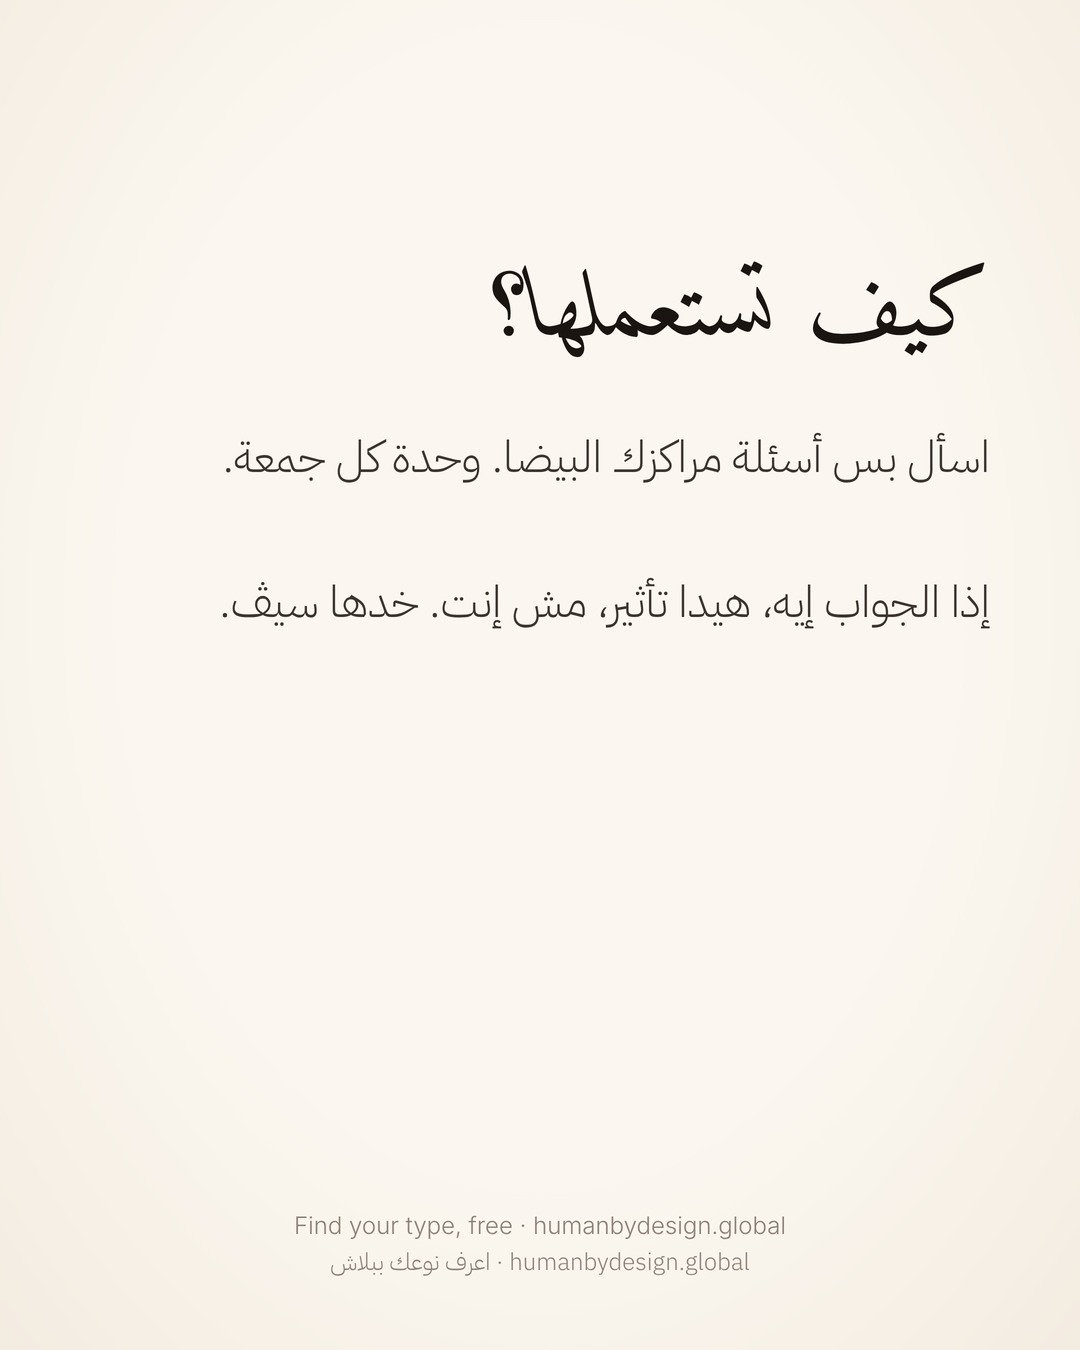 كيف تستعملها؟
اسأل بس أسئلة مراكزك البيضا. وحدة كل جمعة.
إذا الجواب إيه، هيدا تأثير، مش إنت. خدها سيڤ.
Find your type, free · humanbydesign.global
اعرف نوعك ببلاش · humanbydesign.global